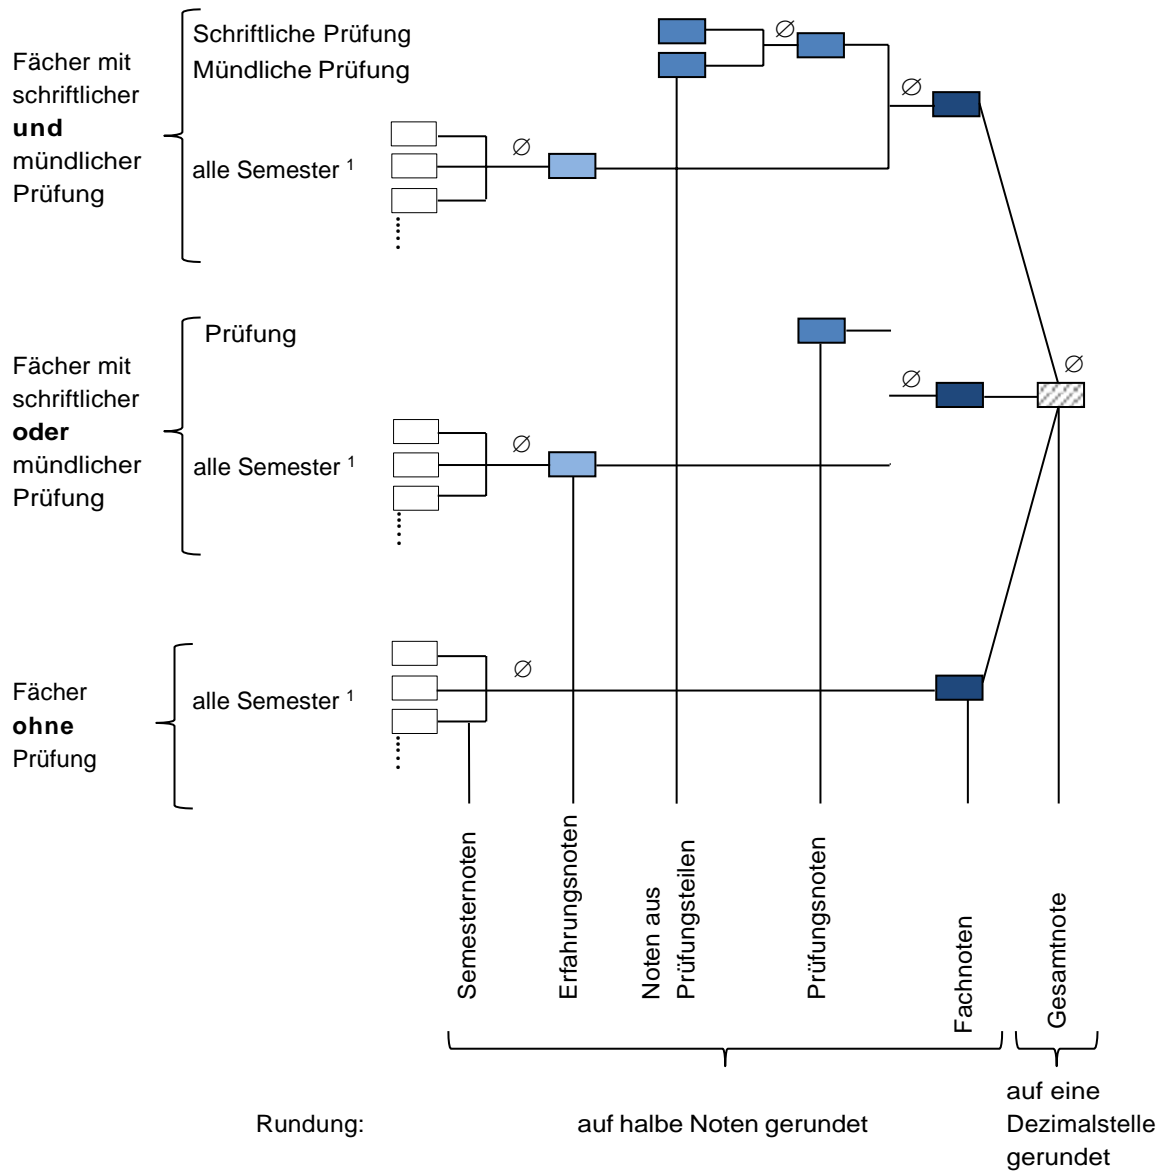 Fächer mit
schriftlicher
und
mündlicher
Prüfung
Schriftliche Prüfung
Mündliche Prüfung
alle Semester 1
∅
∅
∅
Fächer mit
schriftlicher
oder
mündlicher
Prüfung
Prüfung
alle Semester 1
∅
∅
∅
Fächer
ohne
Prüfung
alle Semester 1
∅
Semesternoten
Erfahrungsnoten
Noten aus
Prüfungsteilen
Prüfungsnoten
Fachnoten
Gesamtnote
Rundung:
auf halbe Noten gerundet
auf eine
Dezimalstelle
gerundet